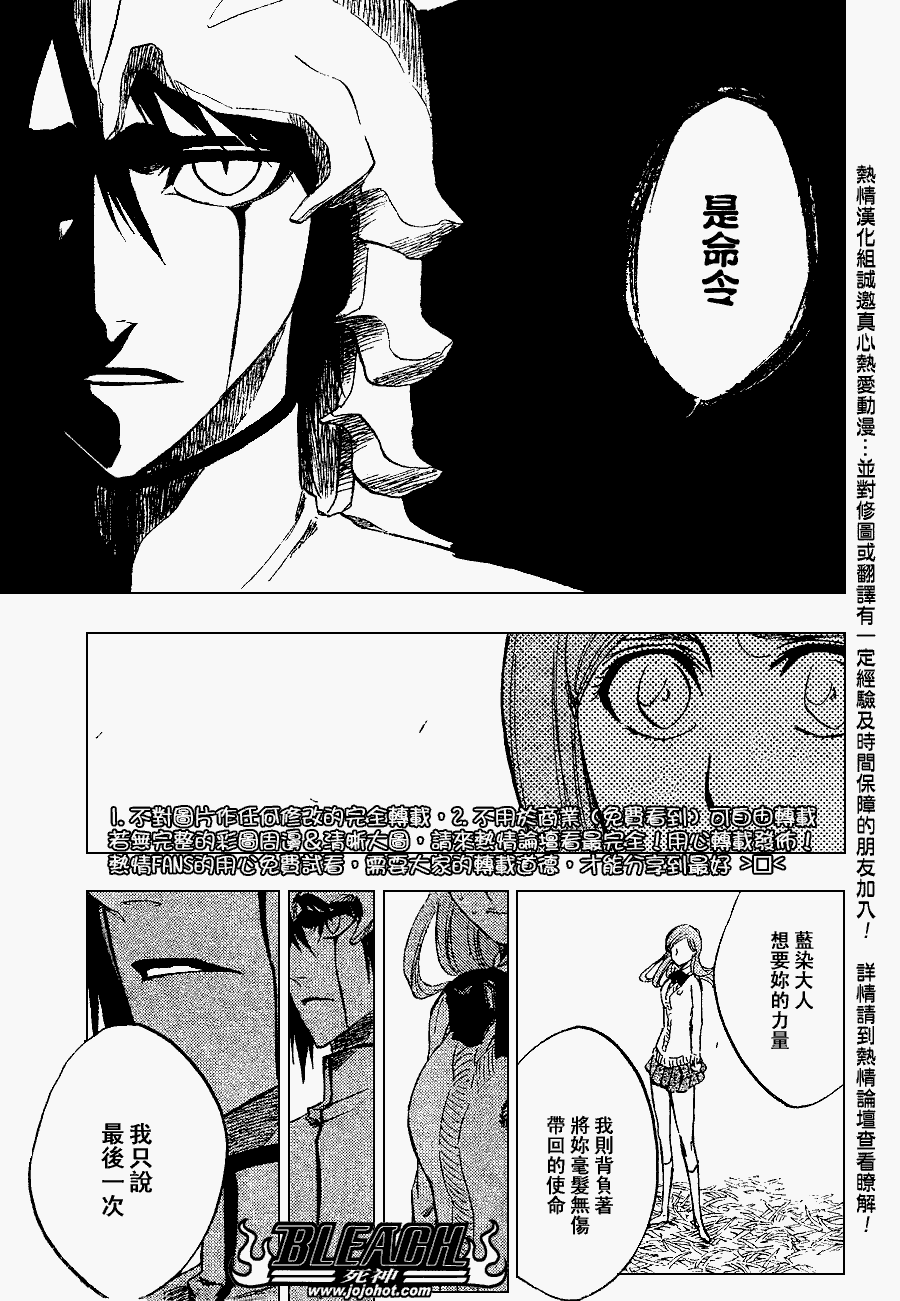 是命令
熱情漢化組誠邀真心熱愛動漫…並對修圖或翻譯有一定經驗及時間保障的朋友加入！ 詳情請到熱情論壇查看瞭解！
1. 不對圖片作任何修改的完全轉載，2. 不用於商業（免費看到）可自由轉載
若無完整的彩圖周漫＆清晰大圖，請來熱情論壇看最完全！用心轉載發佈！
熱情FANS的用心免費試看，需要大家的轉載道德，才能分享到最好 >口<
藍染大人
想要妳的力量
我則背負著
將妳毫髮無傷
帶回的使命
我只說
最後一次
BLEACH
死神
www.jojohot.com